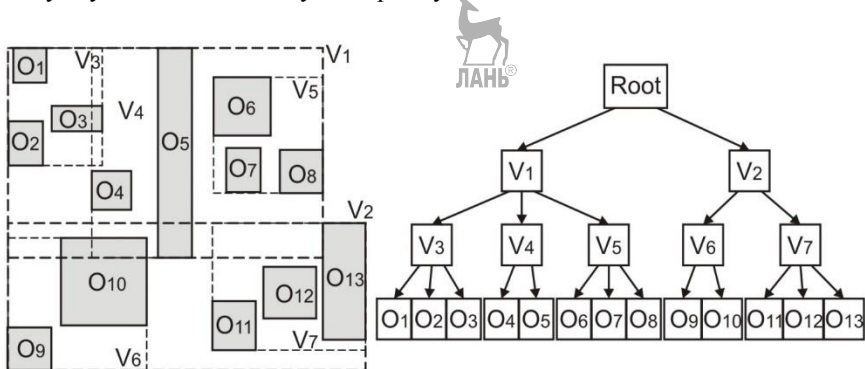 ЛАНЬ®
O1 V3 V1
V4 O6 V5
O3
O2 O5
O7 O8
O4
V2
O10 O12 O13
O11
O9 V6 V7
Root
V1 V2
V3 V4 V5 V6 V7
O1 O2 O3 O4 O5 O6 O7 O8 O9 O10 O11 O12 O13